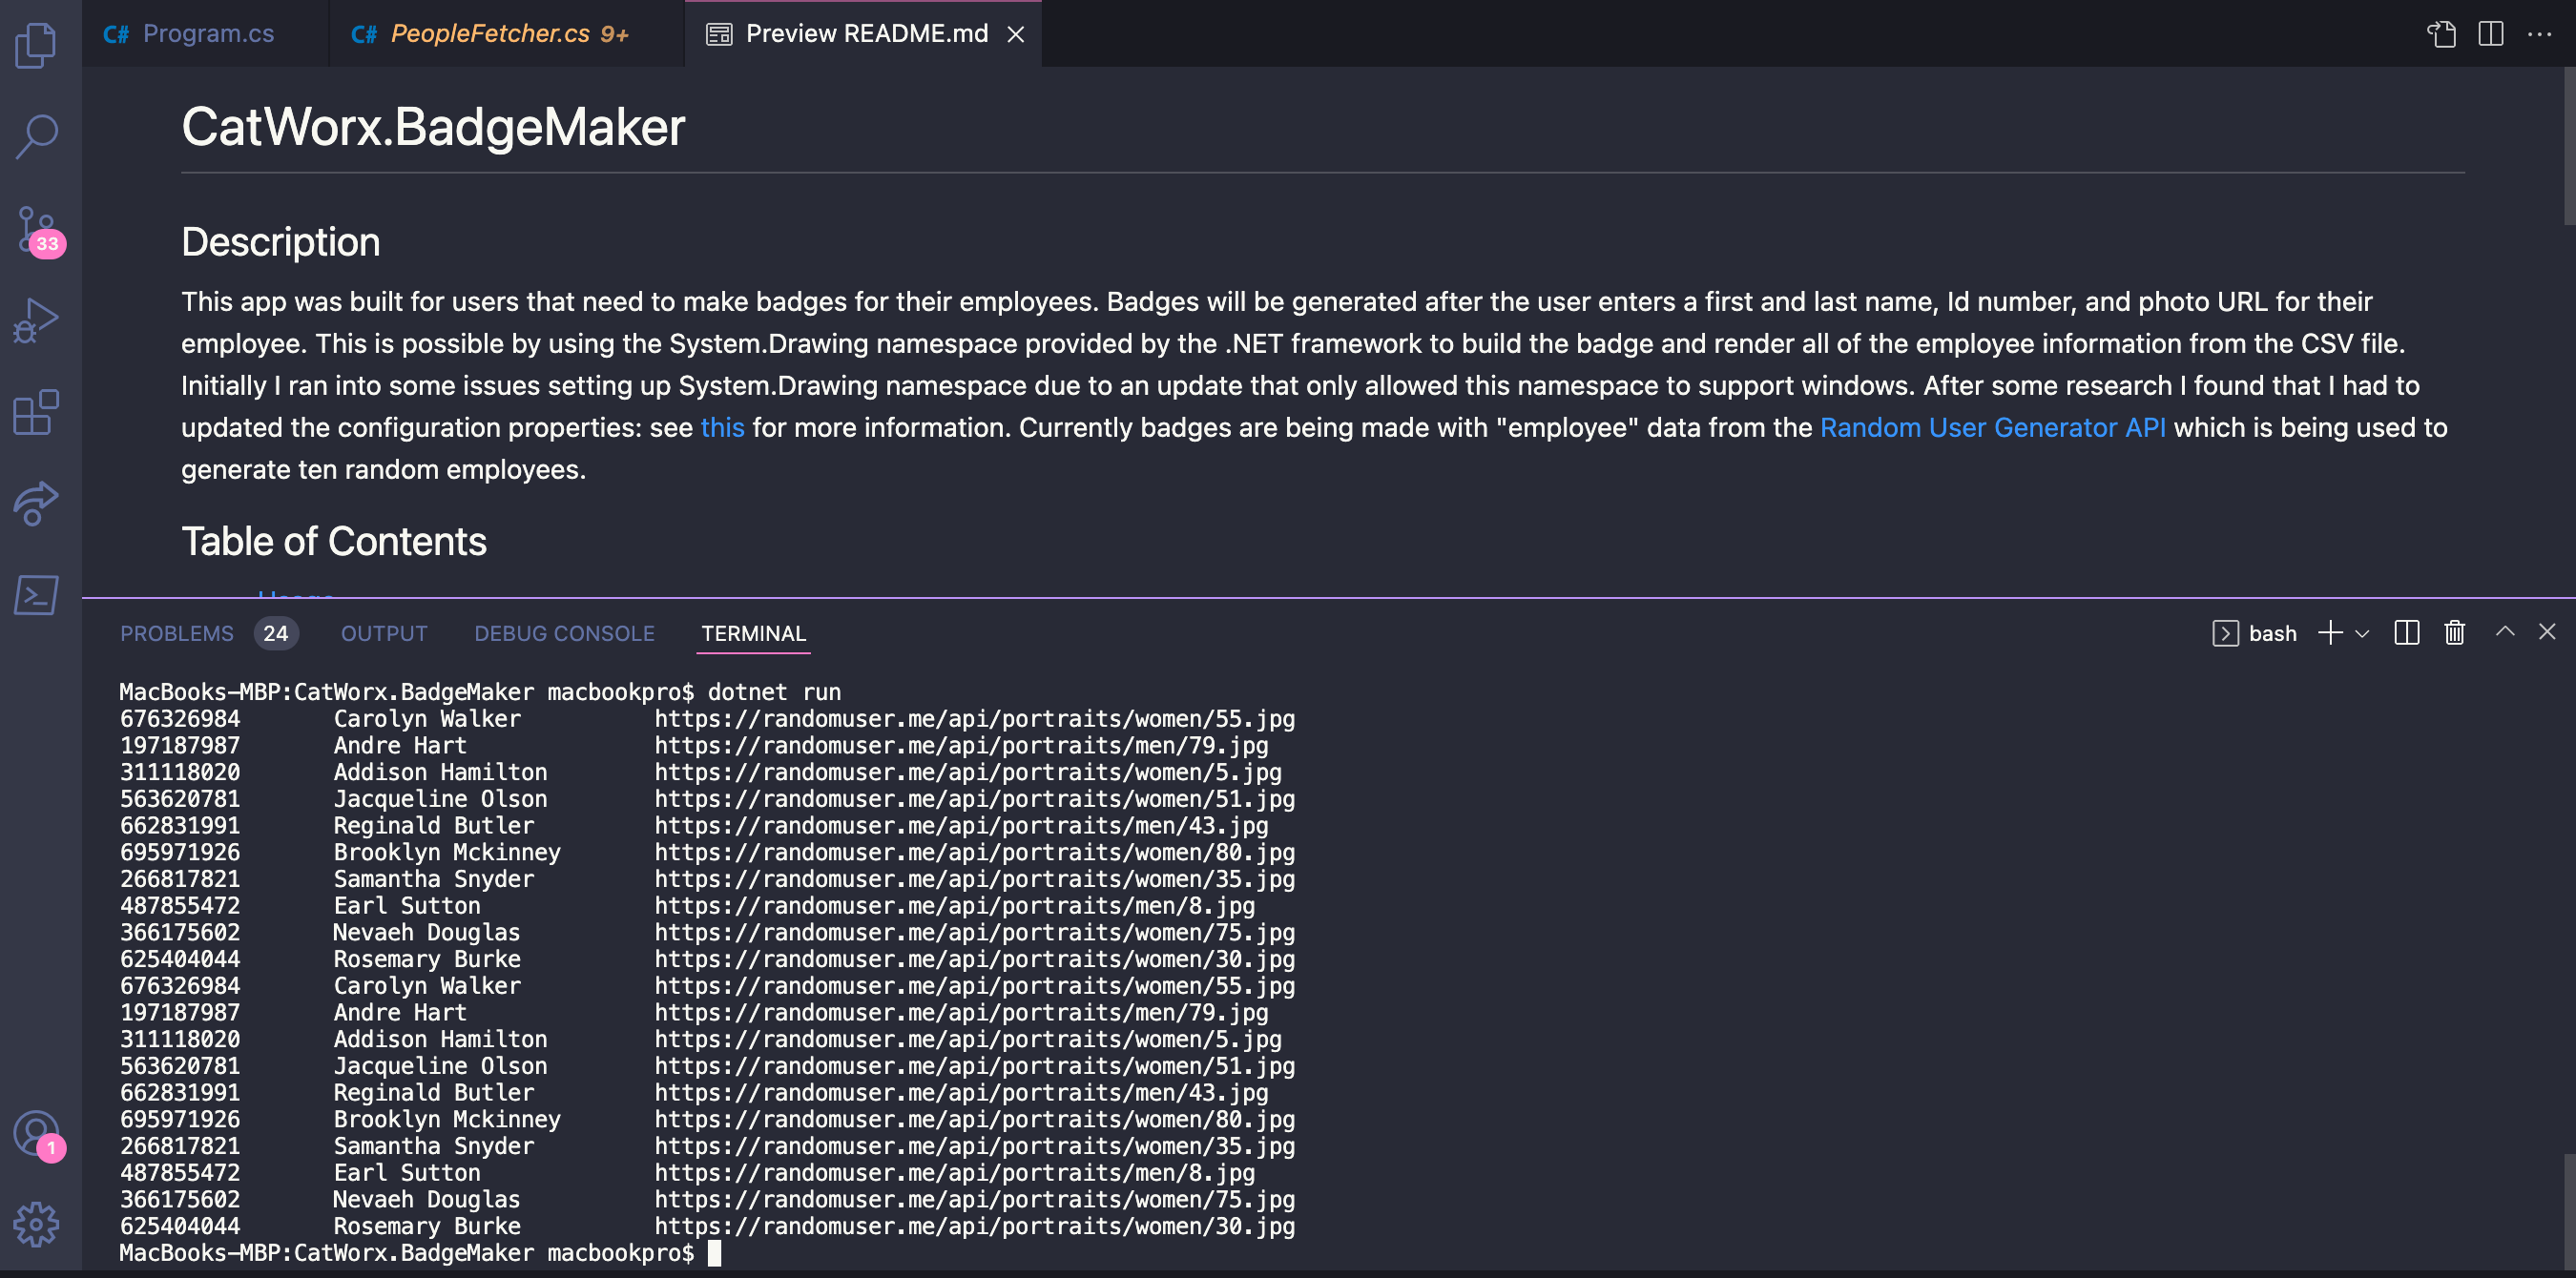 C# Program.cs C# PeopleFetcher.cs 9+ Preview README.md
CatWorx.BadgeMaker
Description
This app was built for users that need to make badges for their employees. Badges will be generated after the user enters a first and last name, Id number, and photo URL for their
employee. This is possible by using the System.Drawing namespace provided by the .NET framework to build the badge and render all of the employee information from the CSV file.
Initially I ran into some issues setting up System.Drawing namespace due to an update that only allowed this namespace to support windows. After some research I found that I had to
updated the configuration properties: see this for more information. Currently badges are being made with "employee" data from the Random User Generator API which is being used to
generate ten random employees.
Table of Contents
Usage
33
1
PROBLEMS 24 OUTPUT DEBUG CONSOLE TERMINAL bash
MacBooks-MBP:CatWorx.BadgeMaker macbookpro$ dotnet run
676326984 Carolyn Walker https://randomuser.me/api/portraits/women/55.jpg
197187987 Andre Hart https://randomuser.me/api/portraits/men/79.jpg
311118020 Addison Hamilton https://randomuser.me/api/portraits/women/5.jpg
563620781 Jacqueline Olson https://randomuser.me/api/portraits/women/51.jpg
662831991 Reginald Butler https://randomuser.me/api/portraits/men/43.jpg
695971926 Brooklyn Mckinney https://randomuser.me/api/portraits/women/80.jpg
266817821 Samantha Snyder https://randomuser.me/api/portraits/women/35.jpg
487855472 Earl Sutton https://randomuser.me/api/portraits/men/8.jpg
366175602 Nevaeh Douglas https://randomuser.me/api/portraits/women/75.jpg
625404044 Rosemary Burke https://randomuser.me/api/portraits/women/30.jpg
676326984 Carolyn Walker https://randomuser.me/api/portraits/women/55.jpg
197187987 Andre Hart https://randomuser.me/api/portraits/men/79.jpg
311118020 Addison Hamilton https://randomuser.me/api/portraits/women/5.jpg
563620781 Jacqueline Olson https://randomuser.me/api/portraits/women/51.jpg
662831991 Reginald Butler https://randomuser.me/api/portraits/men/43.jpg
695971926 Brooklyn Mckinney https://randomuser.me/api/portraits/women/80.jpg
266817821 Samantha Snyder https://randomuser.me/api/portraits/women/35.jpg
487855472 Earl Sutton https://randomuser.me/api/portraits/men/8.jpg
366175602 Nevaeh Douglas https://randomuser.me/api/portraits/women/75.jpg
625404044 Rosemary Burke https://randomuser.me/api/portraits/women/30.jpg
MacBooks-MBP:CatWorx.BadgeMaker macbookpro$